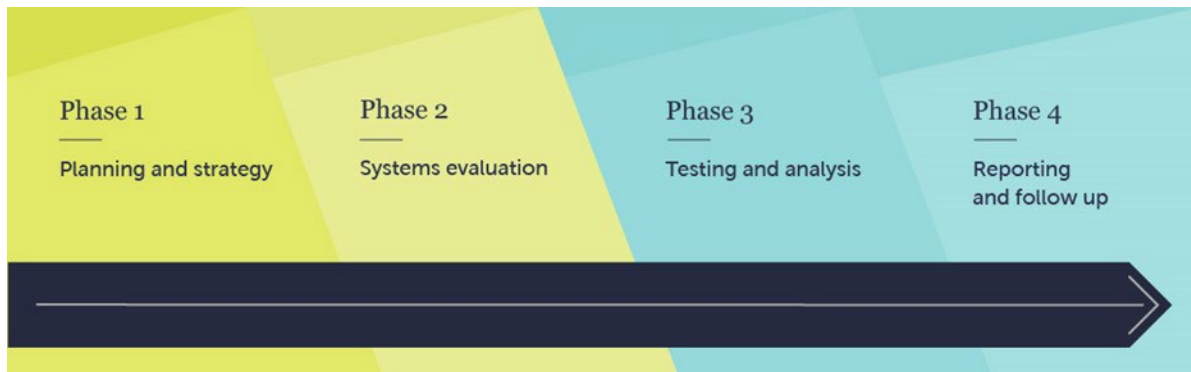 Phase 1
Planning and strategy
Phase 2
Systems evaluation
Phase 3
Testing and analysis
Phase 4
Reporting
and follow up